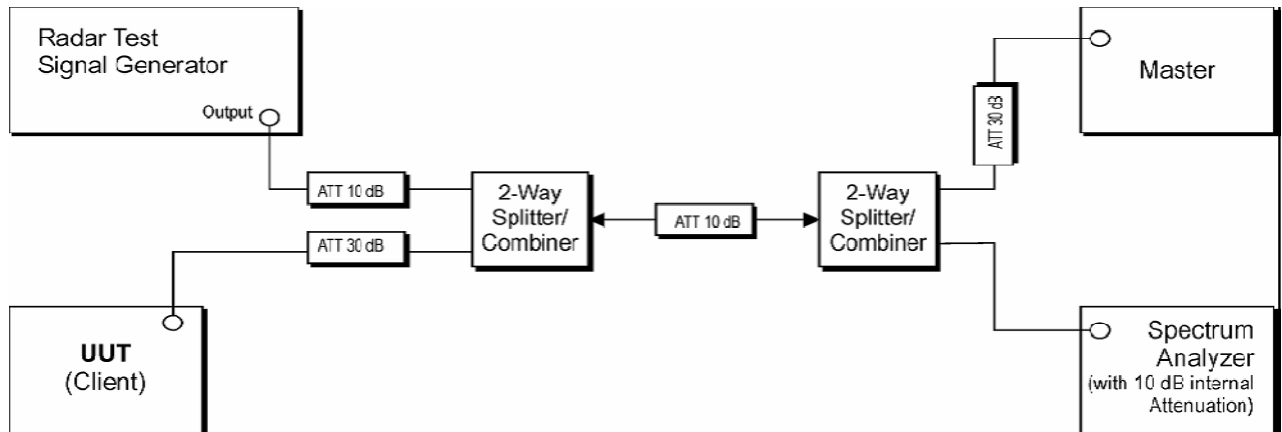 Radar Test
Signal Generator
Output
ATT 10 dB
ATT 30 dB
UUT
(Client)
2-Way
Splitter/
Combiner
ATT 10 dB
2-Way
Splitter/
Combiner
ATT 30 dB
Master
Spectrum
Analyzer
(with 10 dB internal
Attenuation)